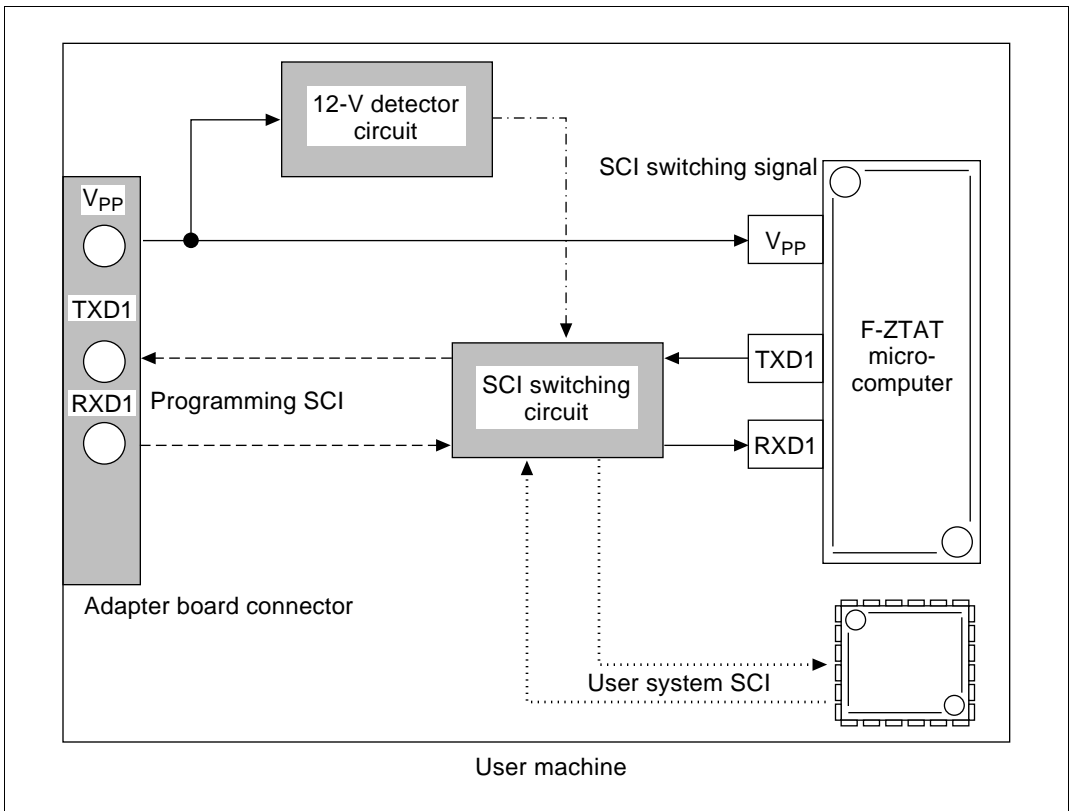 12-V detector
circuit
SCI switching signal
VPP
VPP
TXD1
F-ZTAT
micro-
computer
TXD1
SCI switching
circuit
RXD1
Programming SCI
RXD1
Adapter board connector
User system SCI
User machine